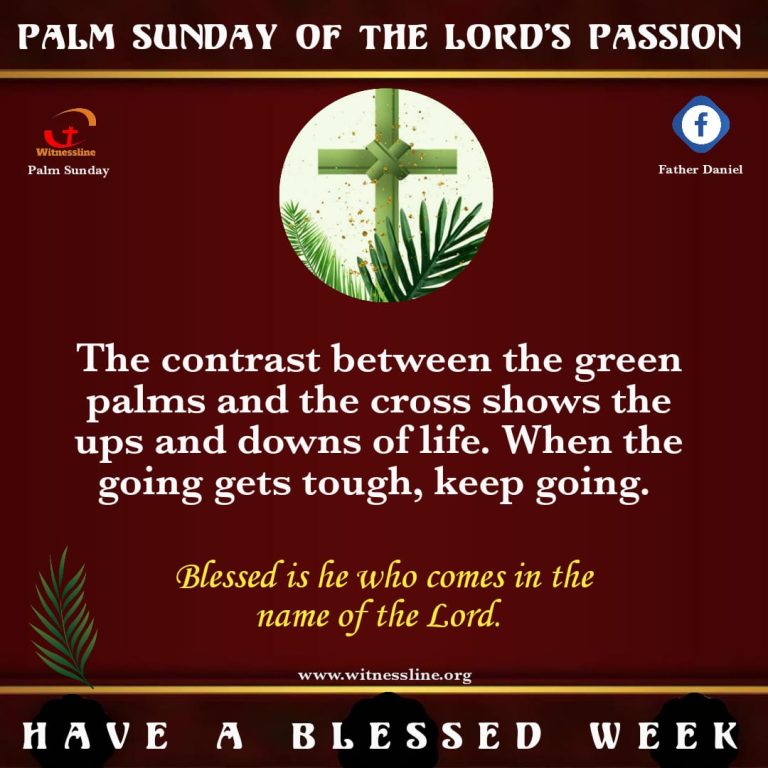 PALM SUNDAY OF THE LORD'S PASSION
Witnessline
Palm Sunday
f
Father Daniel
The contrast between the green
palms and the cross shows the
ups and downs of life. When the
going gets tough, keep going.
Blessed is he who comes in the
name of the Lord.
www.witnessline.org
HAVE A BLESSED WEEK